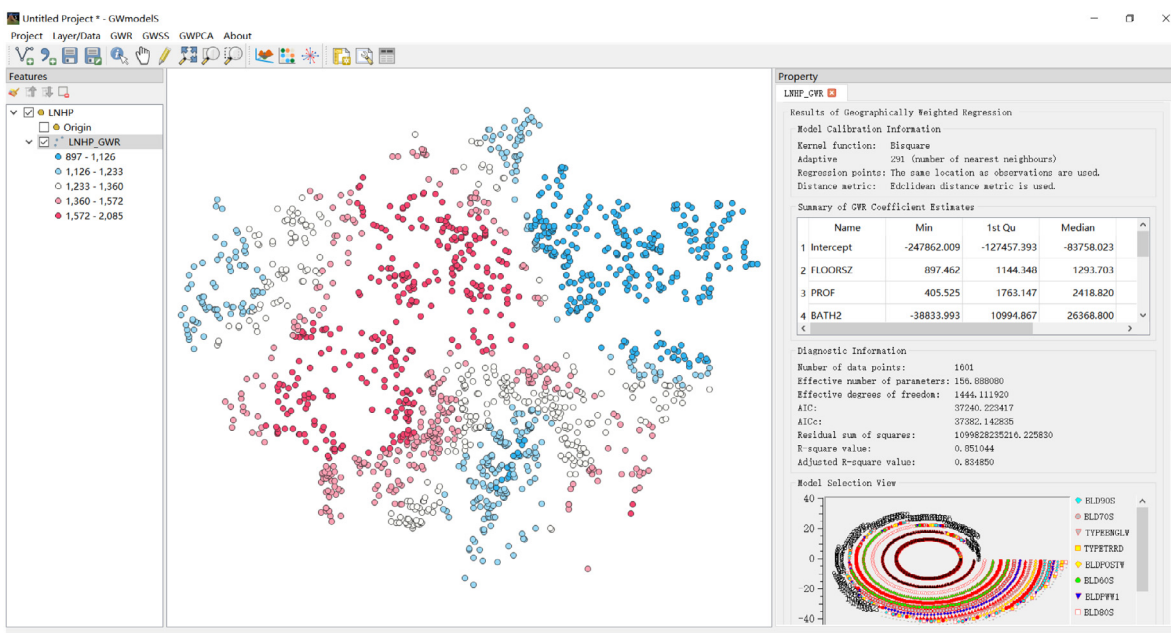 Untitled Project * - GWmodelS
Project Layer/Data GWR GWSS GWPCA About
Features
LNHP
Origin
LNHP_GWR
897 - 1,126
1,126 - 1,233
1,233 - 1,360
1,360 - 1,572
1,572 - 2,085
Property
LNHP_GWR
Results of Geographically Weighted Regression
Model Calibration Information
Kernel function: Bisquare
Adaptive 291 (number of nearest neighbours)
Regression points: The same location as observations are used.
Distance metric: Edclidean distance metric is used.
Summary of GWR Coefficient Estimates
Name Min 1st Qu Median
1 Intercept -247862.009 -127457.393 -83758.023
2 FLOORSZ 897.462 1144.348 1293.703
3 PROF 405.525 1763.147 2418.820
4 BATH2 -38833.993 10994.867 26368.800
Diagnostic Information
Number of data points: 1601
Effective number of parameters: 156.888080
Effective degrees of freedom: 1444.111920
AIC: 37240.223417
AICc: 37382.142835
Residual sum of squares: 1099828235216.225830
R-square value: 0.851044
Adjusted R-square value: 0.834850
Model Selection View
40
20
0
-20
-40
BLD90S
BLD70S
TYPEBNGLW
TYPETRRD
BLDPOSTW
BLD60S
BLDPWW1
BLD80S